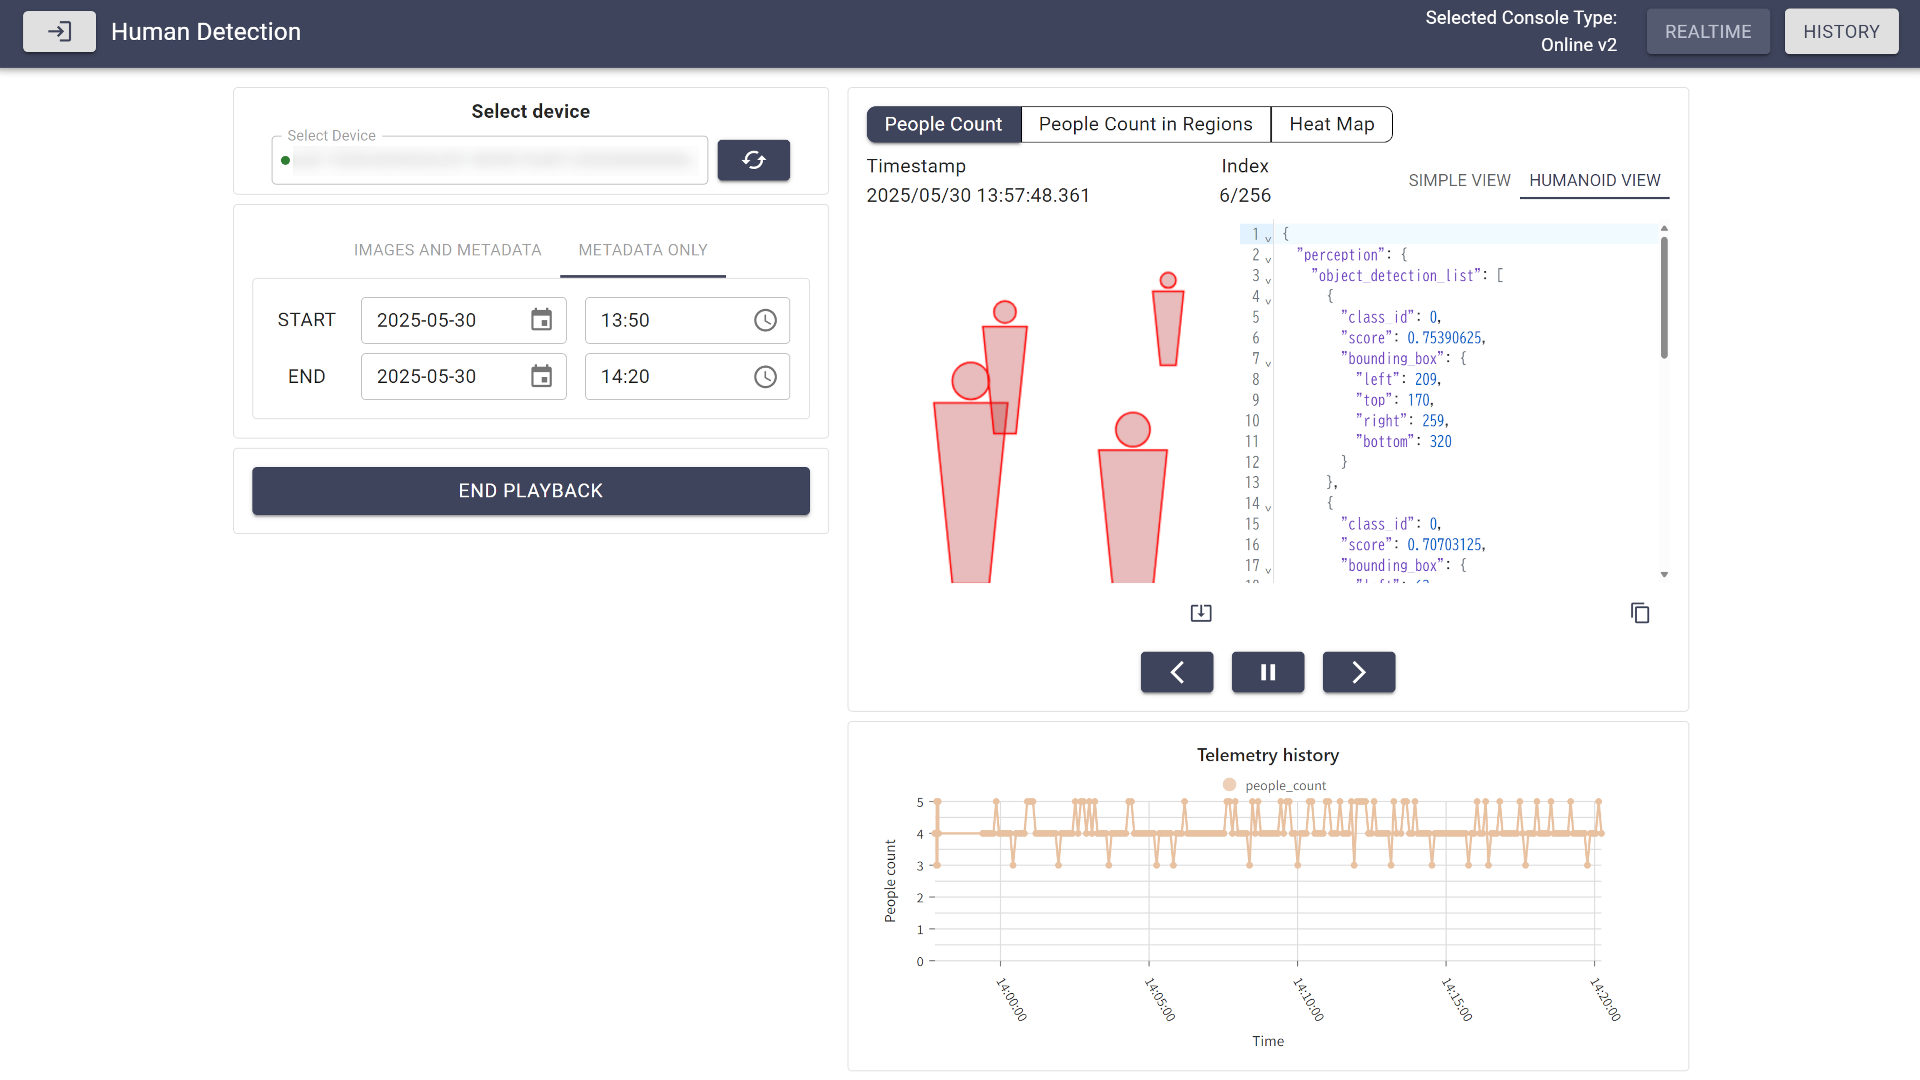 Human Detection
Selected Console Type:
Online v2
REALTIME
HISTORY
Select device
Select Device
IMAGES AND METADATA
METADATA ONLY
START
2025-05-30
13:50
END
2025-05-30
14:20
END PLAYBACK
People Count
People Count in Regions
Heat Map
Timestamp
2025/05/30 13:57:48.361
Index
6/256
SIMPLE VIEW
HUMANOID VIEW
1 {
2 "perception": {
3 "object_detection_list": [
4 {
5 "class_id": 0,
6 "score": 0.75390625,
7 "bounding_box": {
8 "left": 209,
9 "top": 170,
10 "right": 259,
11 "bottom": 320
12 }
13 },
14 {
15 "class_id": 0,
16 "score": 0.70703125,
17 "bounding_box": {
Telemetry history
people_count
People count
5
4
3
2
1
0
14:00:00
14:05:00
14:10:00
14:15:00
14:20:00
Time